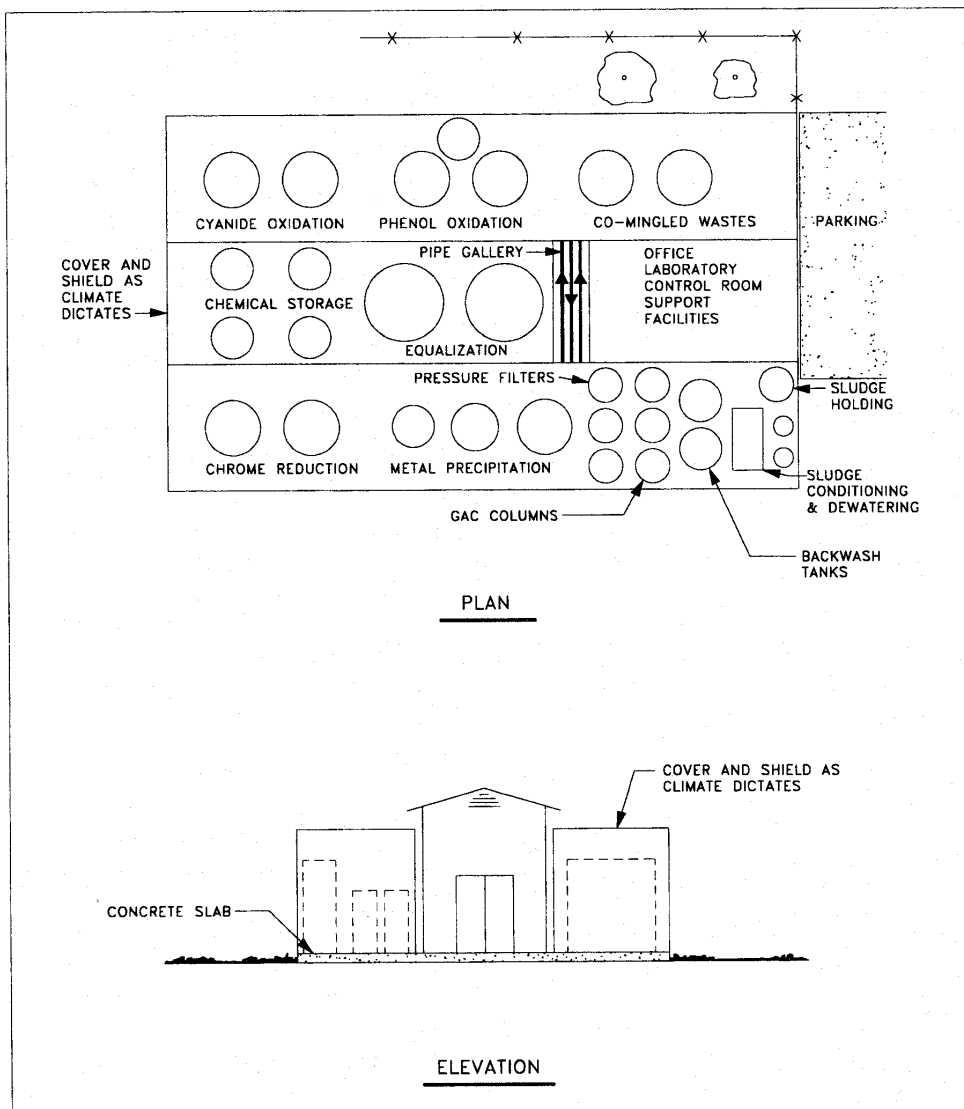 CYANIDE OXIDATION
PHENOL OXIDATION
CO-MINGLED WASTES
PARKING
COVER AND
SHIELD AS
CLIMATE
DICTATES
CHEMICAL STORAGE
PIPE GALLERY
OFFICE
LABORATORY
CONTROL ROOM
SUPPORT
FACILITIES
EQUALIZATION
PRESSURE FILTERS
SLUDGE
HOLDING
CHROME REDUCTION
METAL PRECIPITATION
SLUDGE
CONDITIONING
& DEWATERING
GAC COLUMNS
BACKWASH
TANKS
PLAN
COVER AND SHIELD AS
CLIMATE DICTATES
CONCRETE SLAB
ELEVATION